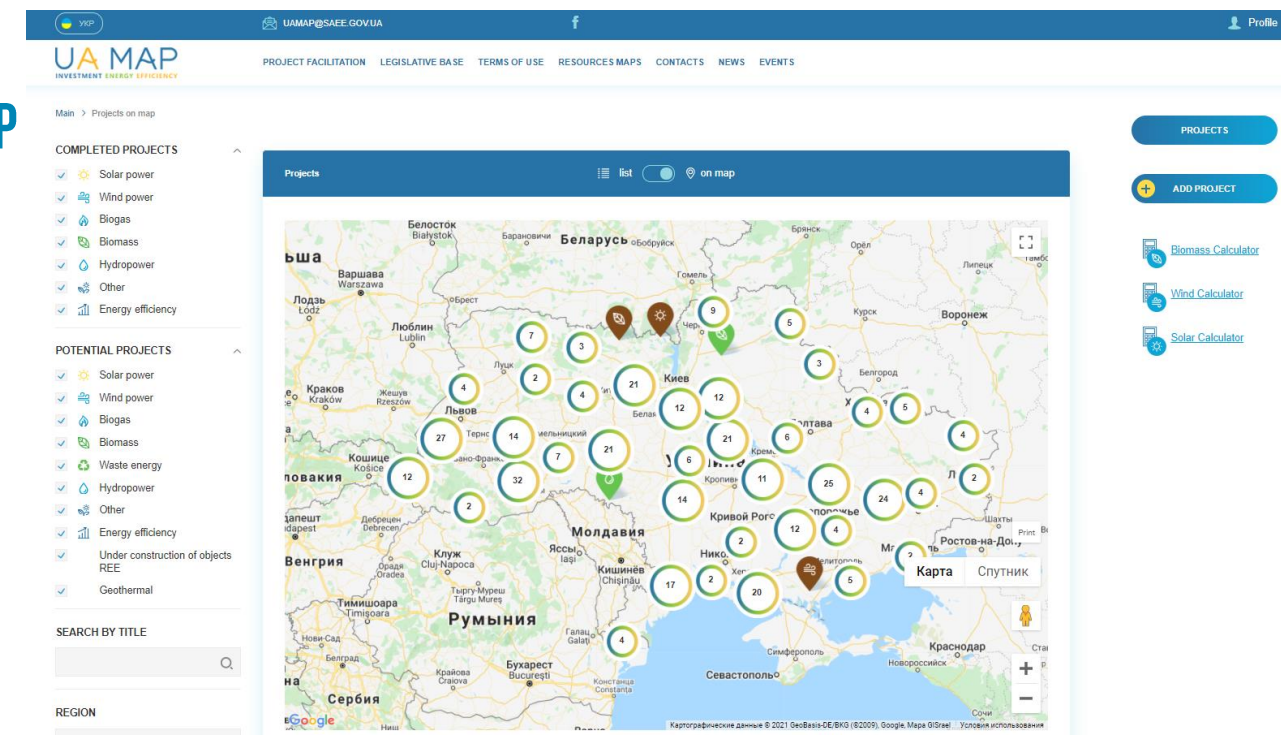 УКР
UAMAP@SAEE.GOV.UA
Profile
UA MAP
INVESTMENT ENERGY EFFICIENCY
PROJECT FACILITATION LEGISLATIVE BASE TERMS OF USE RESOURCES MAPS CONTACTS NEWS EVENTS
P
Main > Projects on map
COMPLETED PROJECTS
Solar power
Wind power
Biogas
Biomass
Hydropower
Other
Energy efficiency
POTENTIAL PROJECTS
Solar power
Wind power
Biogas
Biomass
Waste energy
Hydropower
Other
Energy efficiency
Under construction of objects
REE
Geothermal
SEARCH BY TITLE
REGION
Projects
list on map
PROJECTS
ADD PROJECT
Biomass Calculator
Wind Calculator
Solar Calculator
Белосток
Białystok
Барановичи
Беларусь
Бобруйск
Брянск
Орёл
Липецк
ьша
Варшава
Warszawa
Гомель
Лодзь
Łódź
Брест
9
Курск
Воронеж
Люблин
Lublin
7
3
5
Луцк
2
3
Белгород
Краков
Kraków
Жешув
Rzeszów
4
4
21
Киев
12
12
Львов
4
5
27
14
7
21
21
6
4
Кошице
Košice
12
32
6
11
25
2
ловакия
14
24
4
2
Дебрецен
Debrecen
Молдавия
Кривой Рог
12
4
Шахты
Print
Венгрия
Орадя
Oradea
Клуж
Cluj-Napoca
Яссы
Iași
2
Ростов-на-Дону
Кишинёв
Chișinău
17
2
20
5
Карта Спутник
Тыргу-Муреш
Târgu Mureș
Тимишоара
Timișoara
Румыния
Галац
Galați
4
Нови-Сад
Симферополь
Краснодар
Белград
Крайова
Craiova
Бухарест
București
Констанца
Constanța
Севастополь
Новороссийск
Сербия
Сочи
Google
Ниш
Картографические данные © 2021 GeoBasis-DE/BKG (©2009), Google, Mapa GISrael Условия использования